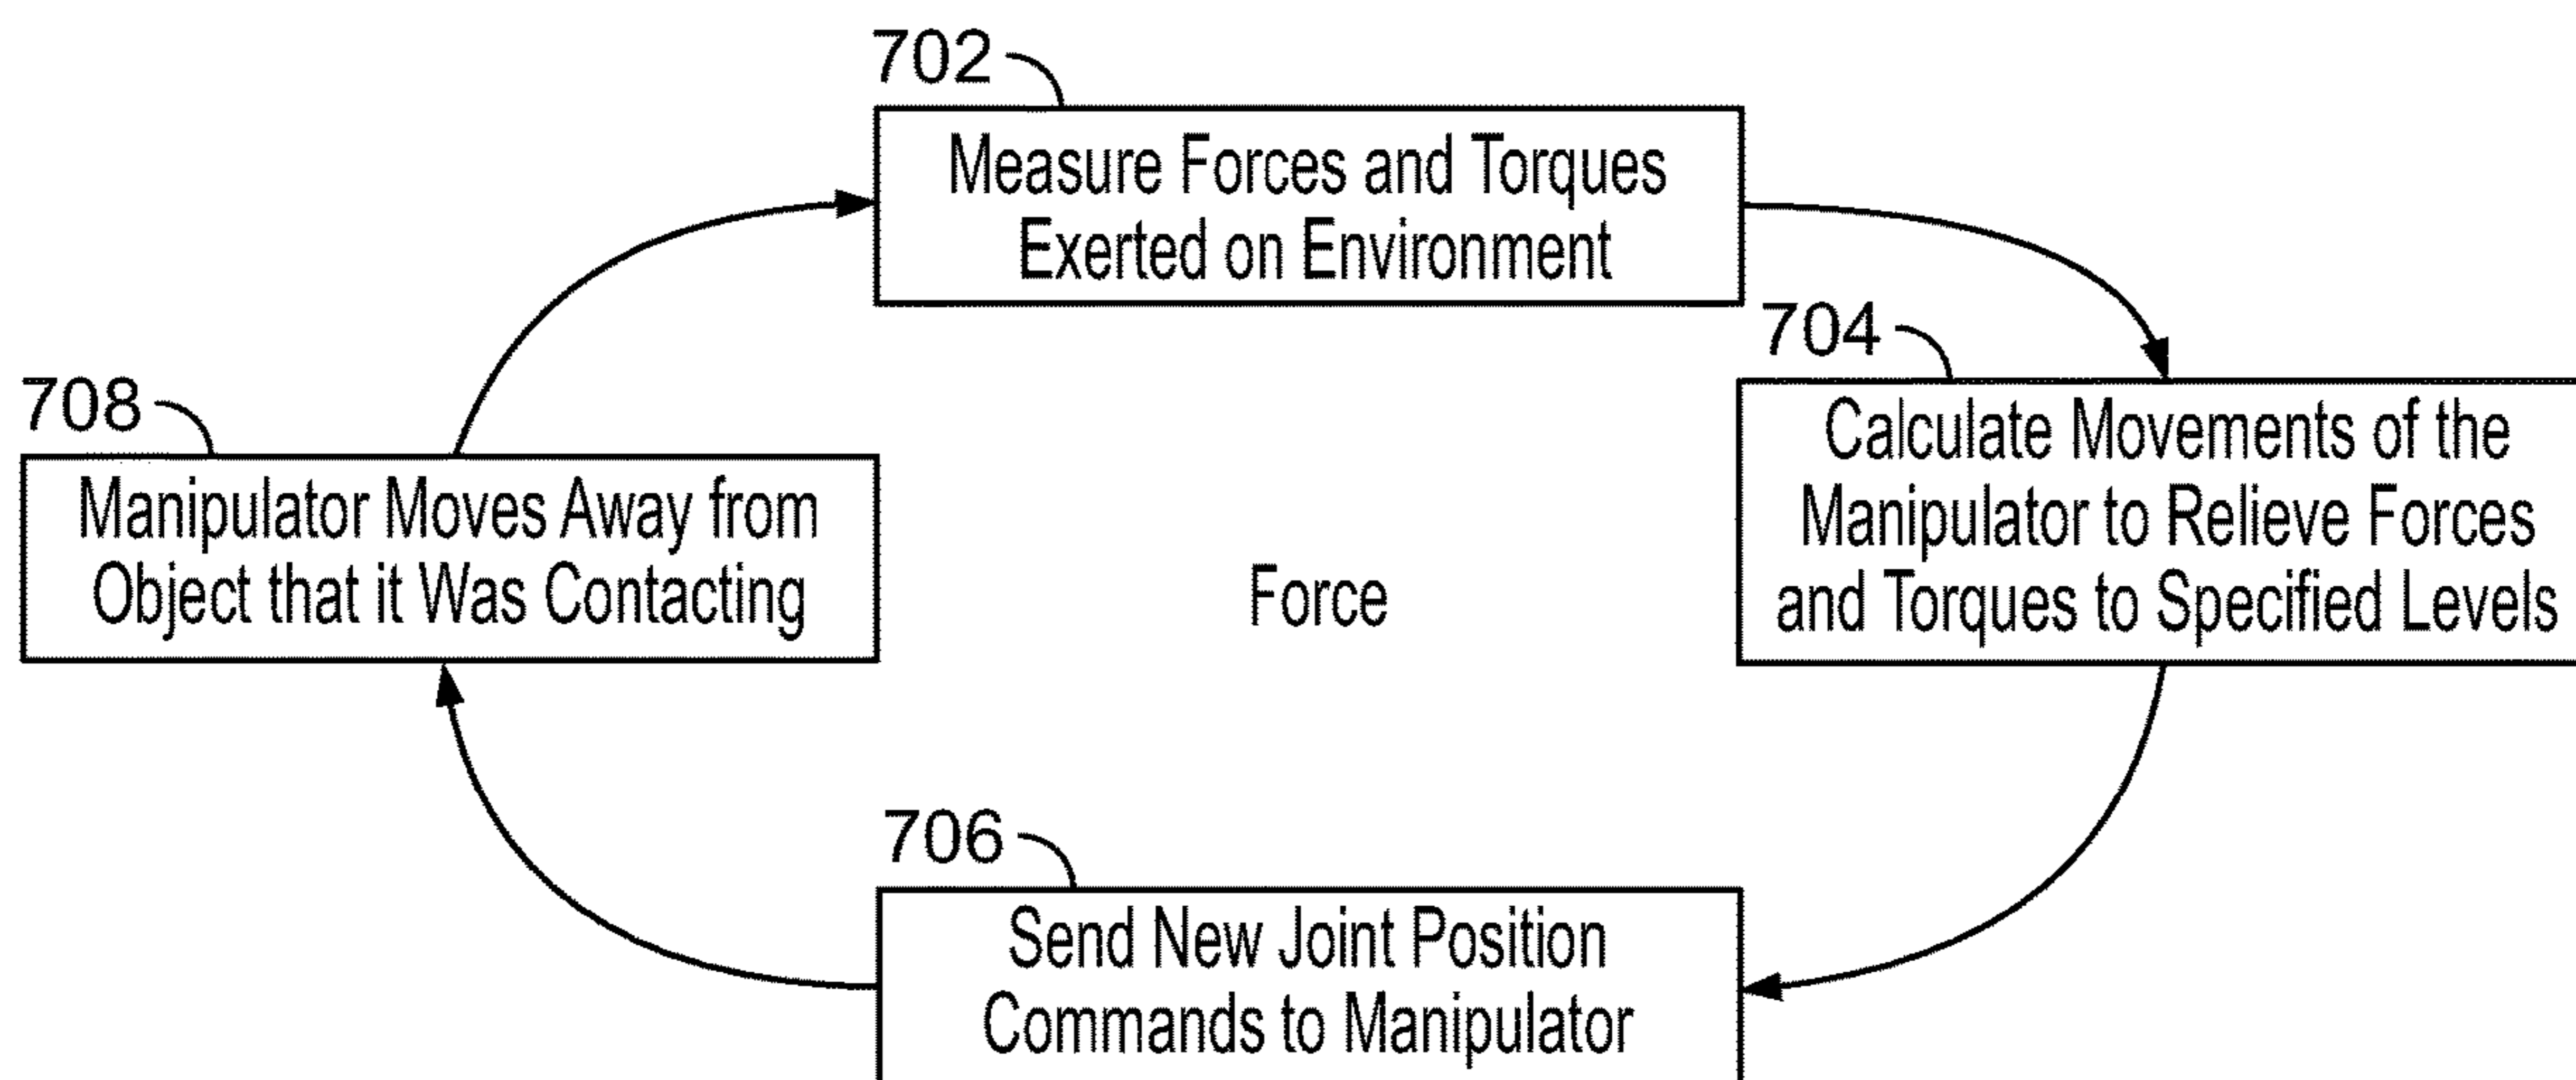 702
Measure Forces and Torques
Exerted on Environment
704
Calculate Movements of the
Manipulator to Relieve Forces
and Torques to Specified Levels
708
Manipulator Moves Away from
Object that it Was Contacting
Force
706
Send New Joint Position
Commands to Manipulator